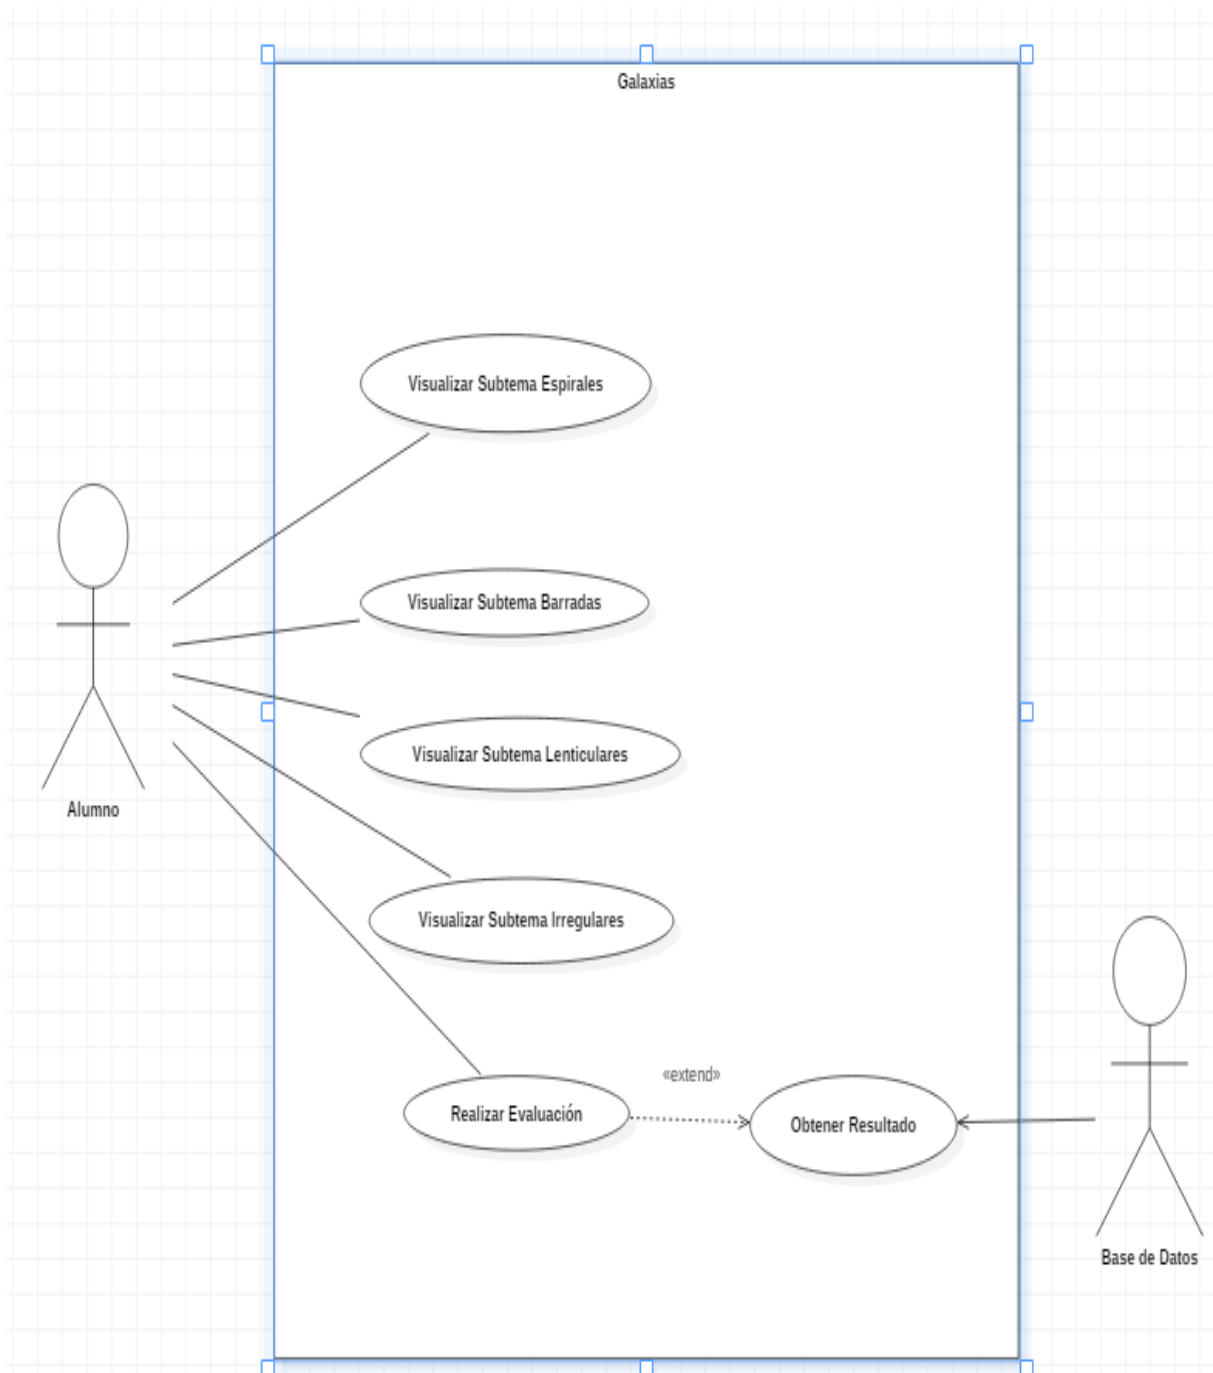 Galaxias
Visualizar Subtema Espirales
Visualizar Subtema Barradas
Visualizar Subtema Lenticulares
Alumno
Visualizar Subtema Irregulares
«extend»
Realizar Evaluación
Obtener Resultado
Base de Datos